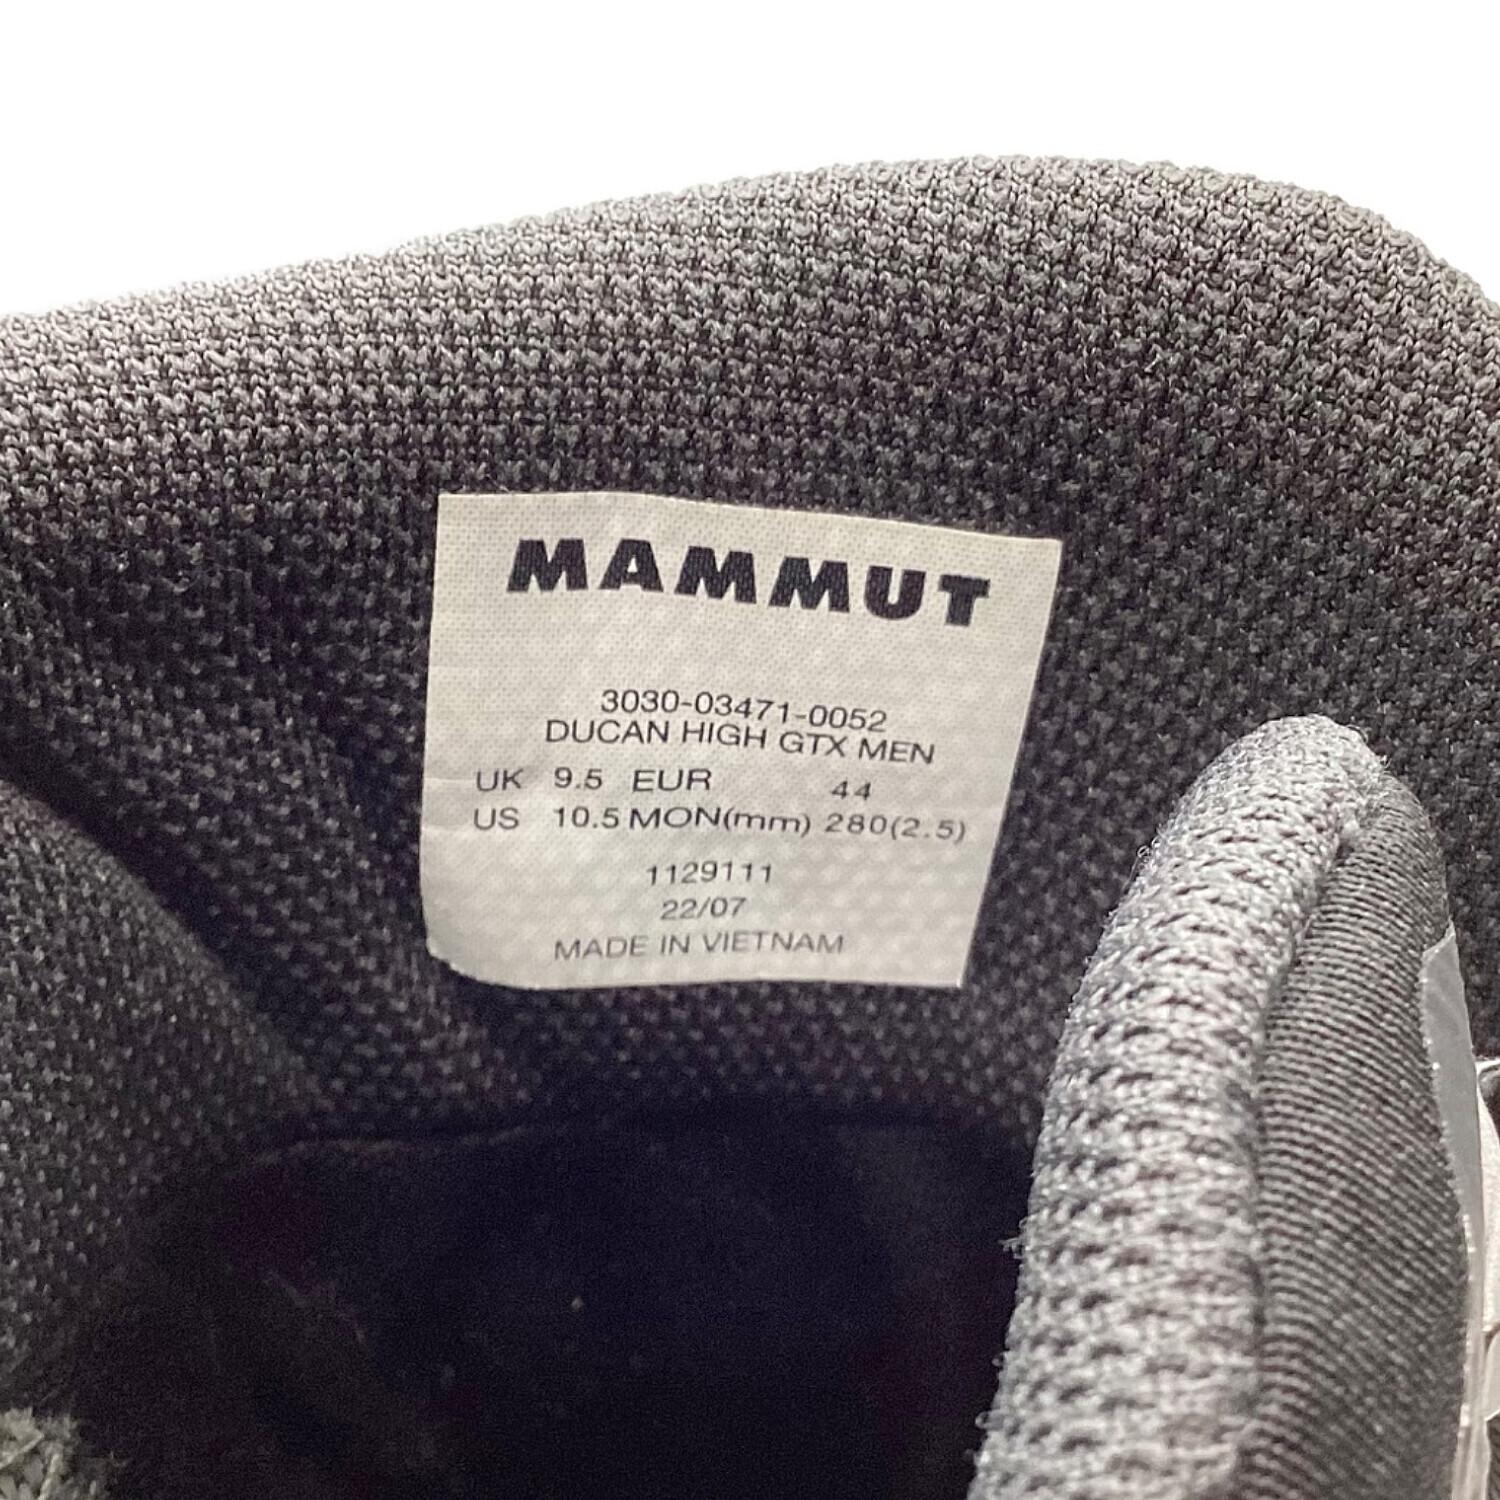 MAMMUT
3030-03471-0052
DUCAN HIGH GTX MEN
UK 9.5 EUR 44
US 10.5 MON(mm) 280(2.5)
1129111
22/07
MADE IN VIETNAM